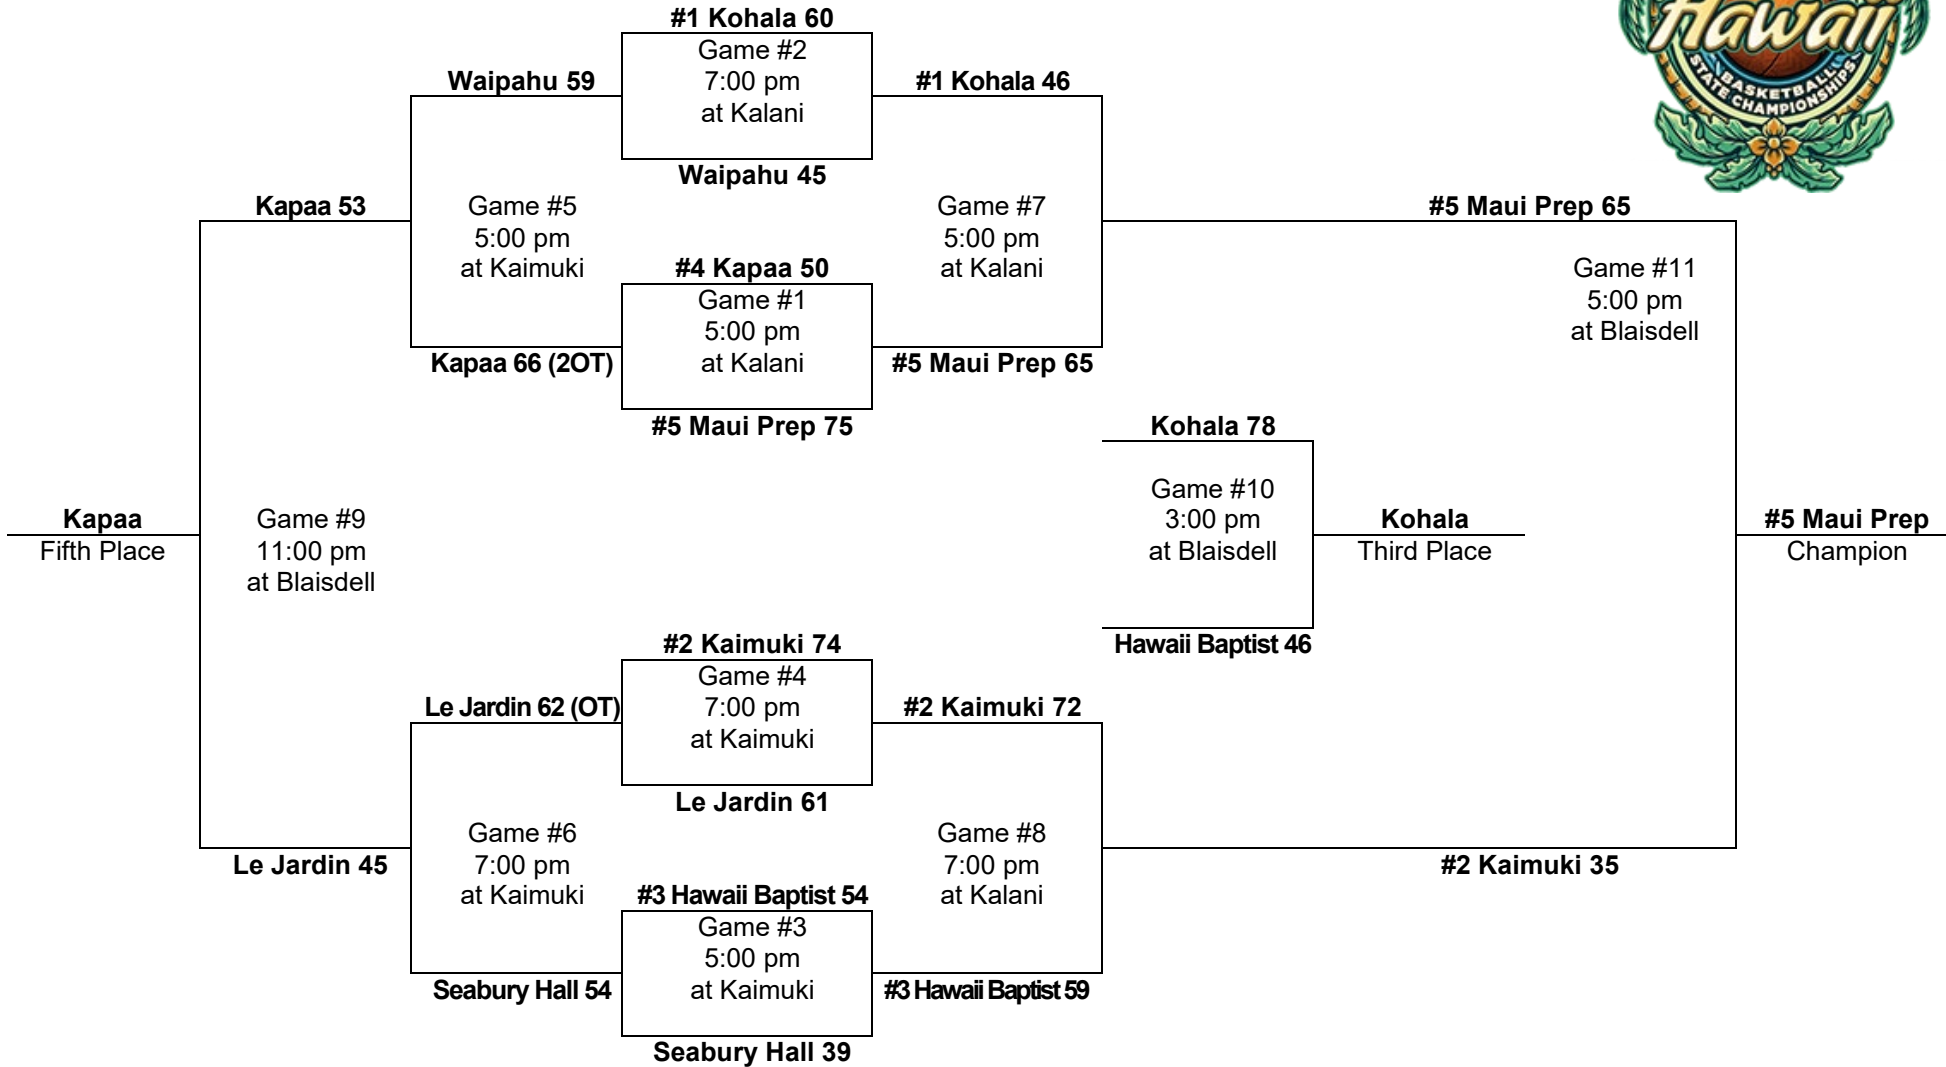 Hawaii
BASKETBALL
STATE CHAMPIONSHIPS
#1 Kohala 60
Game #2
7:00 pm
at Kalani
Waipahu 45
Waipahu 59
#1 Kohala 46
Kapaa 53
Game #5
5:00 pm
at Kaimuki
Game #7
5:00 pm
at Kalani
#5 Maui Prep 65
Game #11
5:00 pm
at Blaisdell
#4 Kapaa 50
Game #1
5:00 pm
at Kalani
#5 Maui Prep 75
Kapaa 66 (2OT)
#5 Maui Prep 65
Kohala 78
Game #10
3:00 pm
at Blaisdell
Hawaii Baptist 46
Kapaa
Fifth Place
Game #9
11:00 pm
at Blaisdell
Kohala
Third Place
#5 Maui Prep
Champion
#2 Kaimuki 74
Game #4
7:00 pm
at Kaimuki
Le Jardin 61
Le Jardin 62 (OT)
#2 Kaimuki 72
Game #6
7:00 pm
at Kaimuki
Game #8
7:00 pm
at Kalani
Le Jardin 45
#2 Kaimuki 35
#3 Hawaii Baptist 54
Game #3
5:00 pm
at Kaimuki
Seabury Hall 39
Seabury Hall 54
#3 Hawaii Baptist 59